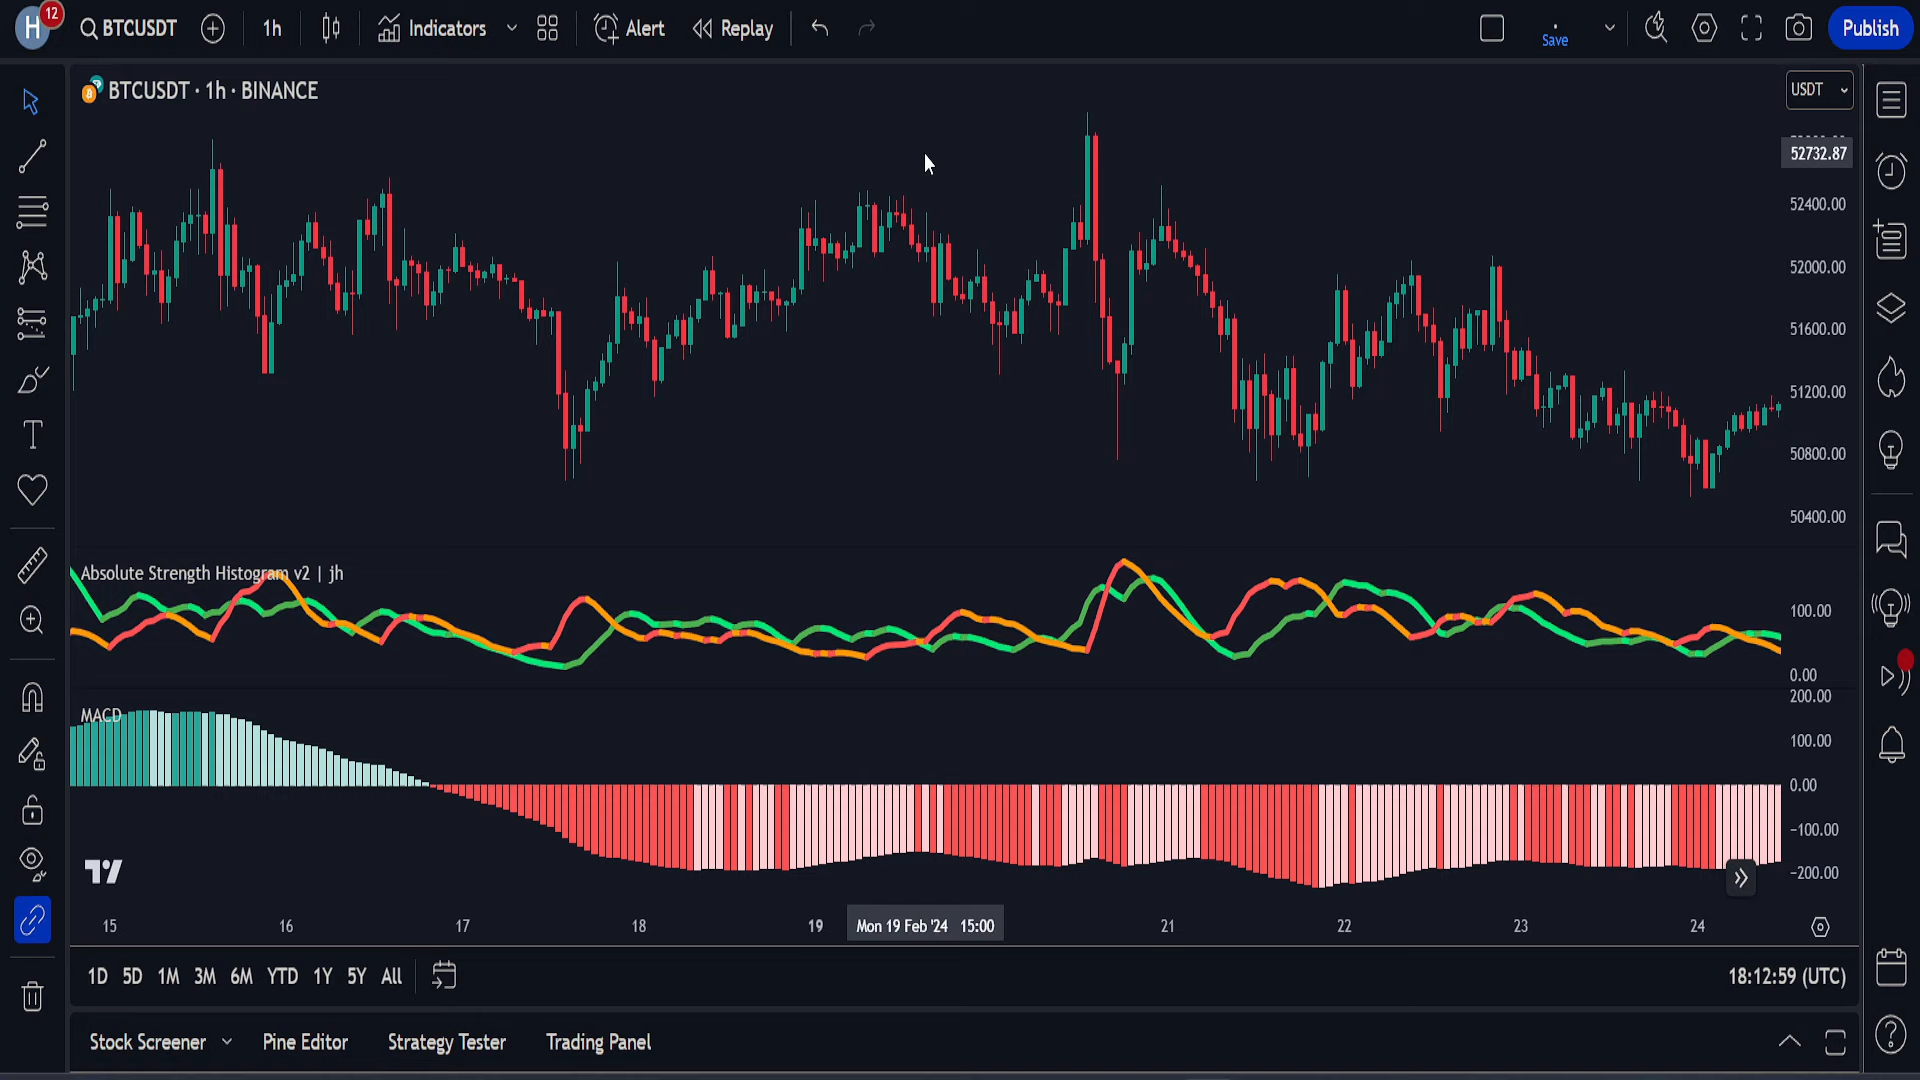 H 12 BTCUSDT 1h Indicators Alert Replay Save Publish
BTCUSDT · 1h · BINANCE
USDT
52732.87
52400.00
52000.00
51600.00
51200.00
50800.00
50400.00
Absolute Strength Histogram v2 | jh
100.00
0.00
MACD
200.00
100.00
0.00
−100.00
−200.00
15 16 17 18 19 Mon 19 Feb '24 15:00 21 22 23 24
1D 5D 1M 3M 6M YTD 1Y 5Y All 18:12:59 (UTC)
Stock Screener Pine Editor Strategy Tester Trading Panel